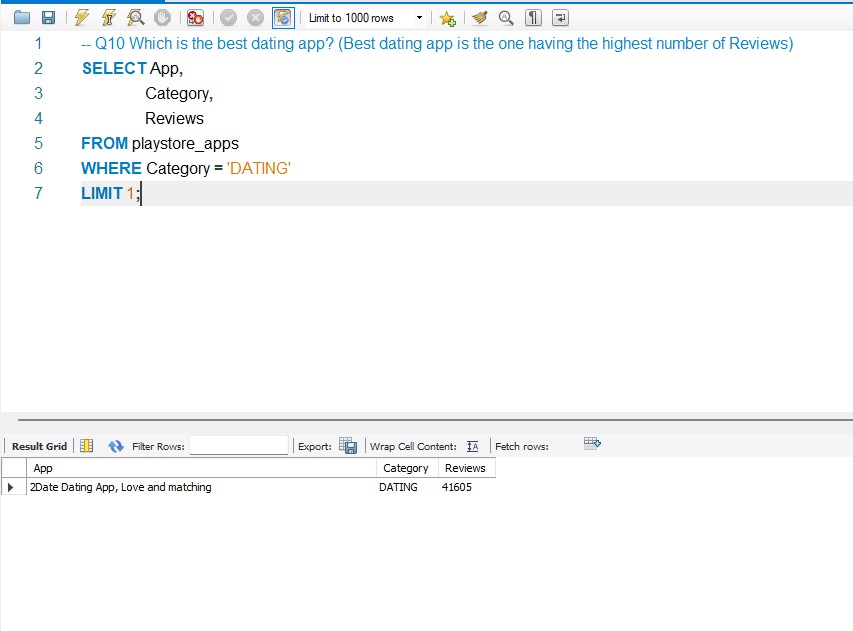 Limit to 1000 rows
1 -- Q10 Which is the best dating app? (Best dating app is the one having the highest number of Reviews)
2 SELECT App,
3 Category,
4 Reviews
5 FROM playstore_apps
6 WHERE Category = 'DATING'
7 LIMIT 1;
Result Grid Filter Rows: Export: Wrap Cell Content: Fetch rows:
App Category Reviews
2Date Dating App, Love and matching DATING 41605